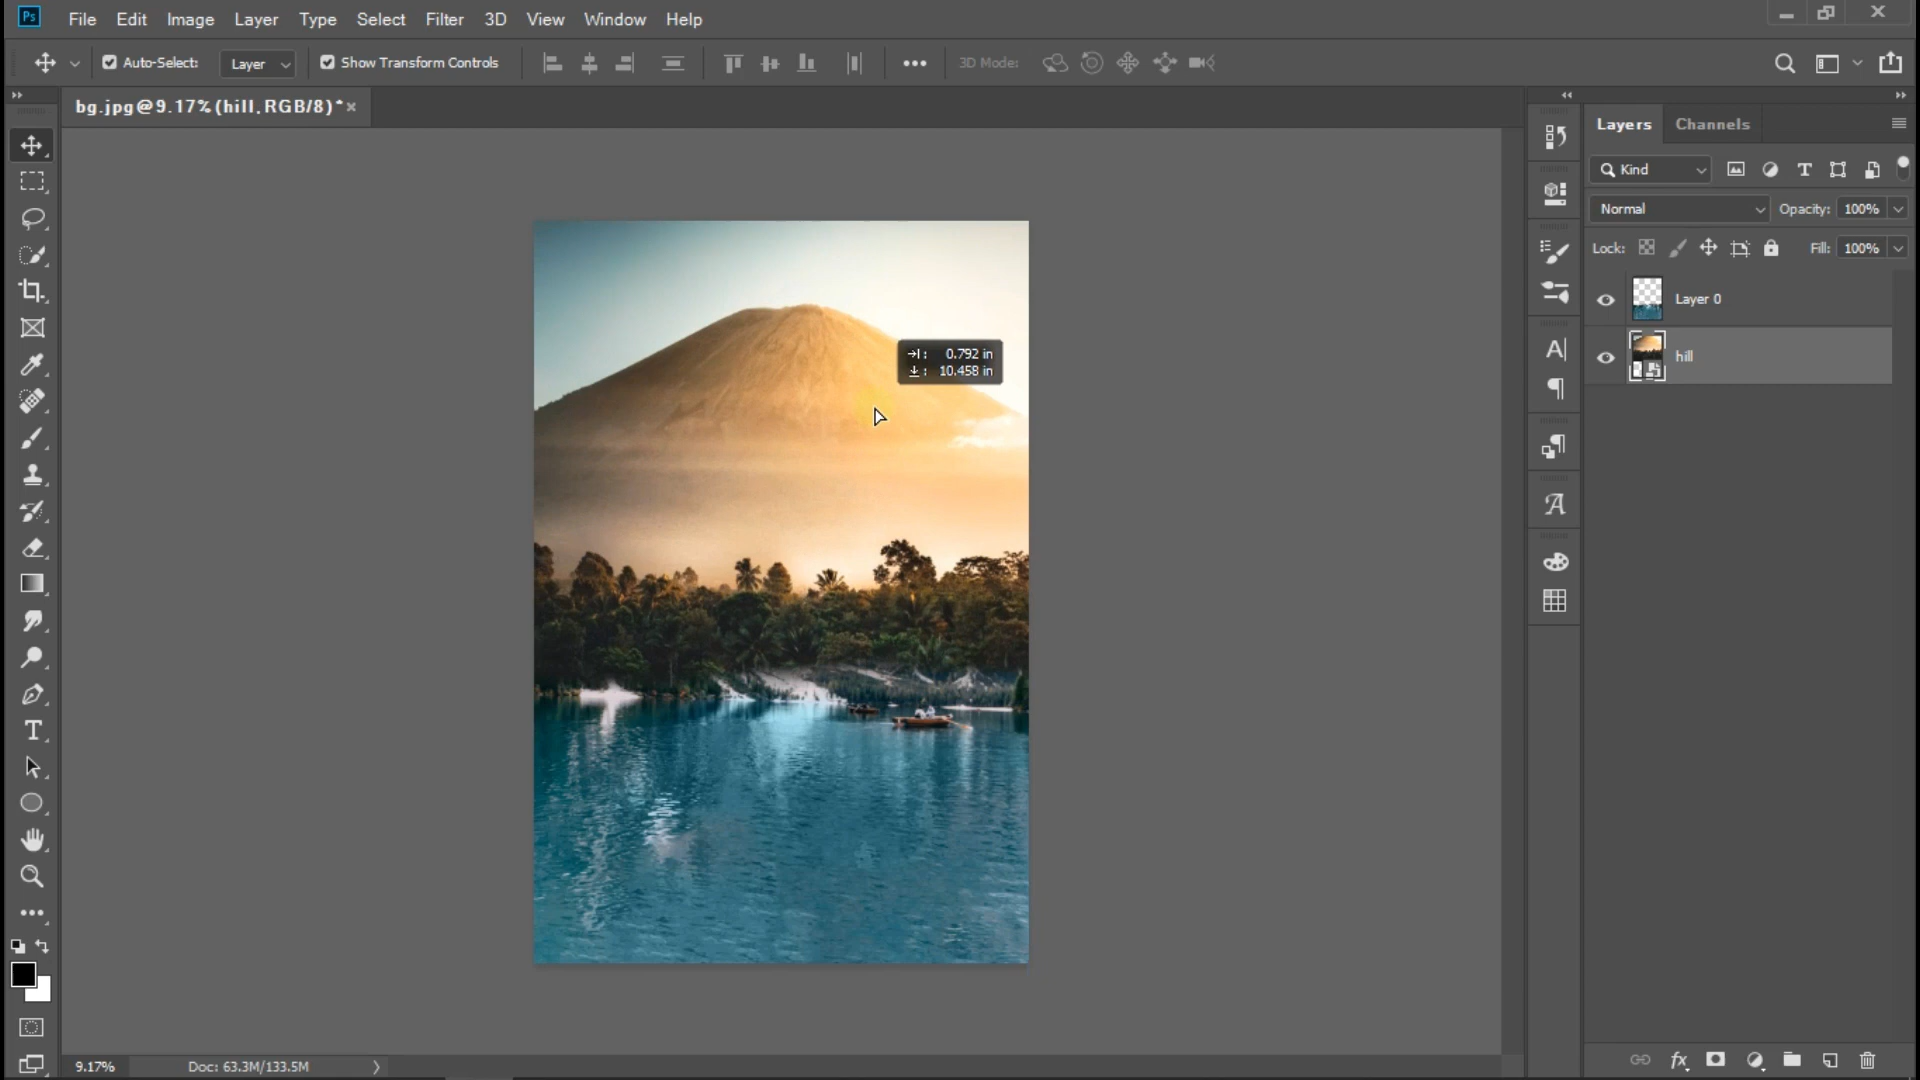 Ps File Edit Image Layer Type Select Filter 3D View Window Help
Auto-Select: Layer Show Transform Controls 3D Mode:
bg.jpg@9.17%(hill,RGB/8)*
Layers Channels
Kind
Normal Opacity: 100%
Lock: Fill: 100%
Layer 0
0.792 in
10.458 in
hill
9.17% Doc: 63.3M/133.5M